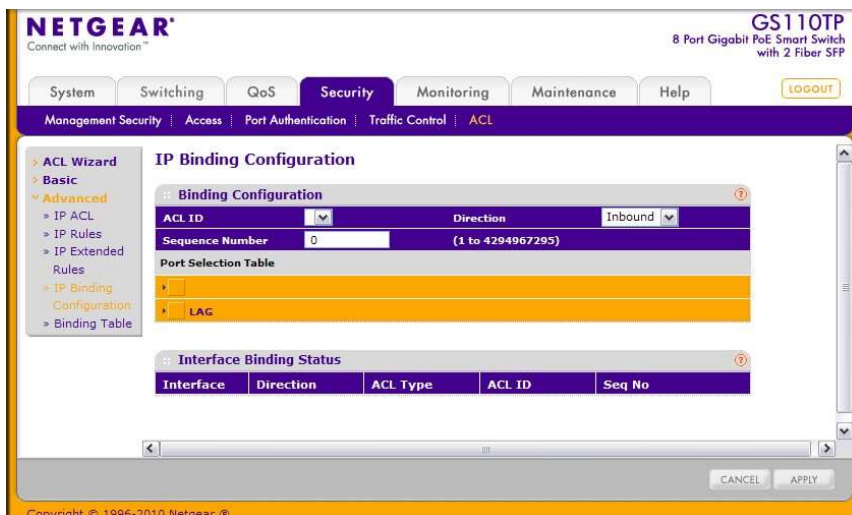 NETGEAR®
Connect with Innovation™
GS110TP
8 Port Gigabit PoE Smart Switch
with 2 Fiber SFP
System Switching QoS Security Monitoring Maintenance Help LOGOUT
Management Security Access Port Authentication Traffic Control ACL
ACL Wizard
Basic
Advanced
» IP ACL
» IP Rules
» IP Extended
Rules
» IP Binding
Configuration
» Binding Table
IP Binding Configuration
Binding Configuration ?
ACL ID Direction Inbound
Sequence Number 0 (1 to 4294967295)
Port Selection Table
LAG
Interface Binding Status ?
Interface Direction ACL Type ACL ID Seq No
CANCEL APPLY
Copyright © 1996-2010 Netgear ®